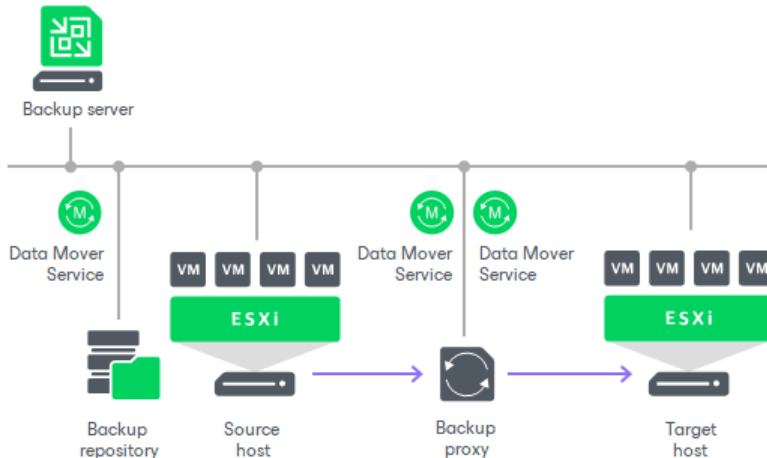 Backup server
M
M
M
Data Mover
Service
Data Mover
Service
Data Mover
Service
VM VM VM VM
VM VM VM VM
ESXi
ESXi
Backup
repository
Source
host
Backup
proxy
Target
host